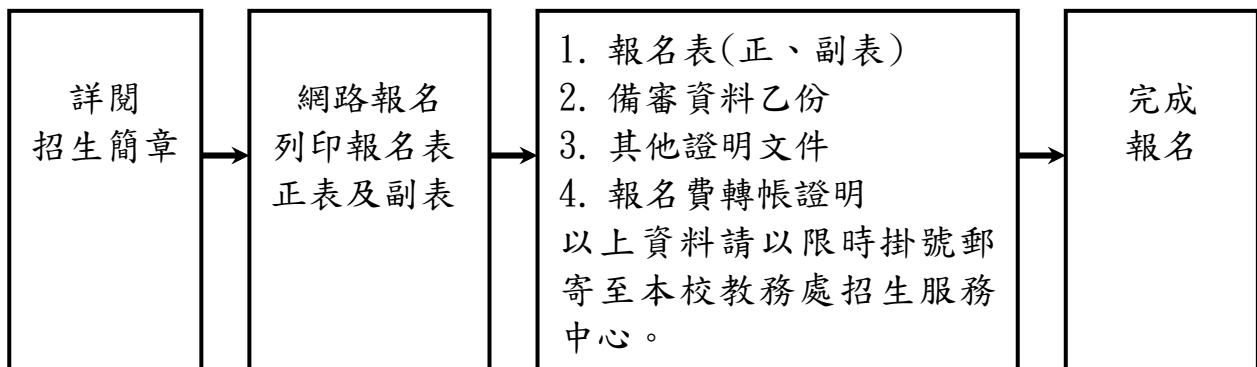 詳閱
招生簡章
網路報名
列印報名表
正表及副表
1. 報名表(正、副表)
2. 備審資料乙份
3. 其他證明文件
4. 報名費轉帳證明
以上資料請以限時掛號郵
寄至本校教務處招生服務
中心。
完成
報名